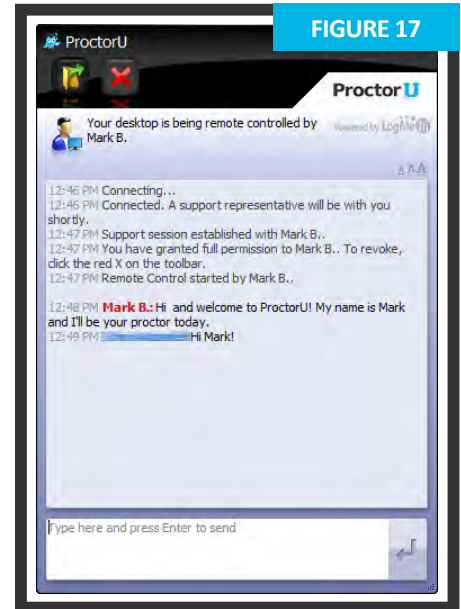 FIGURE 17
ProctorU
ProctorU
Your desktop is being remote controlled by
Mark B.
Powered by LogMeIn
A A A
12:46 PM Connecting...
12:46 PM Connected. A support representative will be with you
shortly.
12:47 PM Support session established with Mark B..
12:47 PM You have granted full permission to Mark B.. To revoke,
click the red X on the toolbar.
12:47 PM Remote Control started by Mark B..
12:48 PM Mark B.: Hi and welcome to ProctorU! My name is Mark
and I'll be your proctor today.
12:49 PM Hi Mark!
Type here and press Enter to send